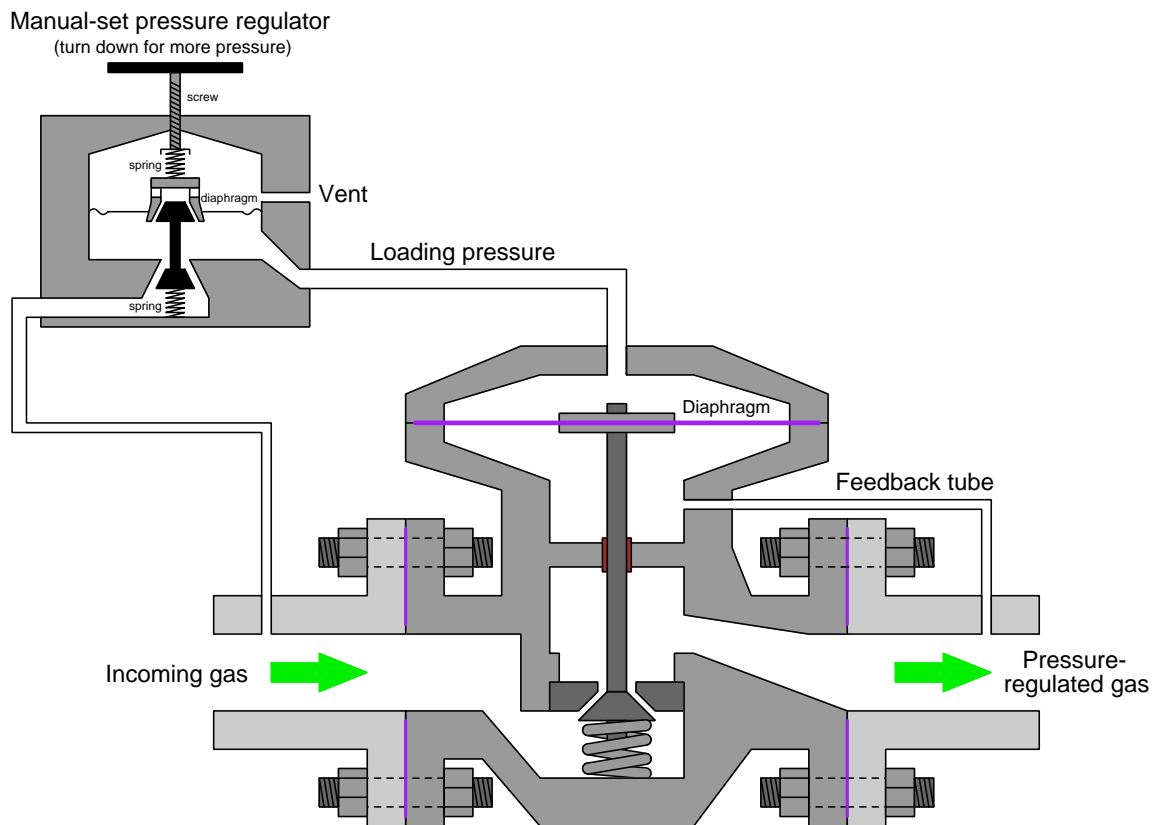 Manual-set pressure regulator
(turn down for more pressure)
screw
spring
diaphragm
Vent
Loading pressure
spring
Diaphragm
Feedback tube
Incoming gas
Pressure-
regulated gas